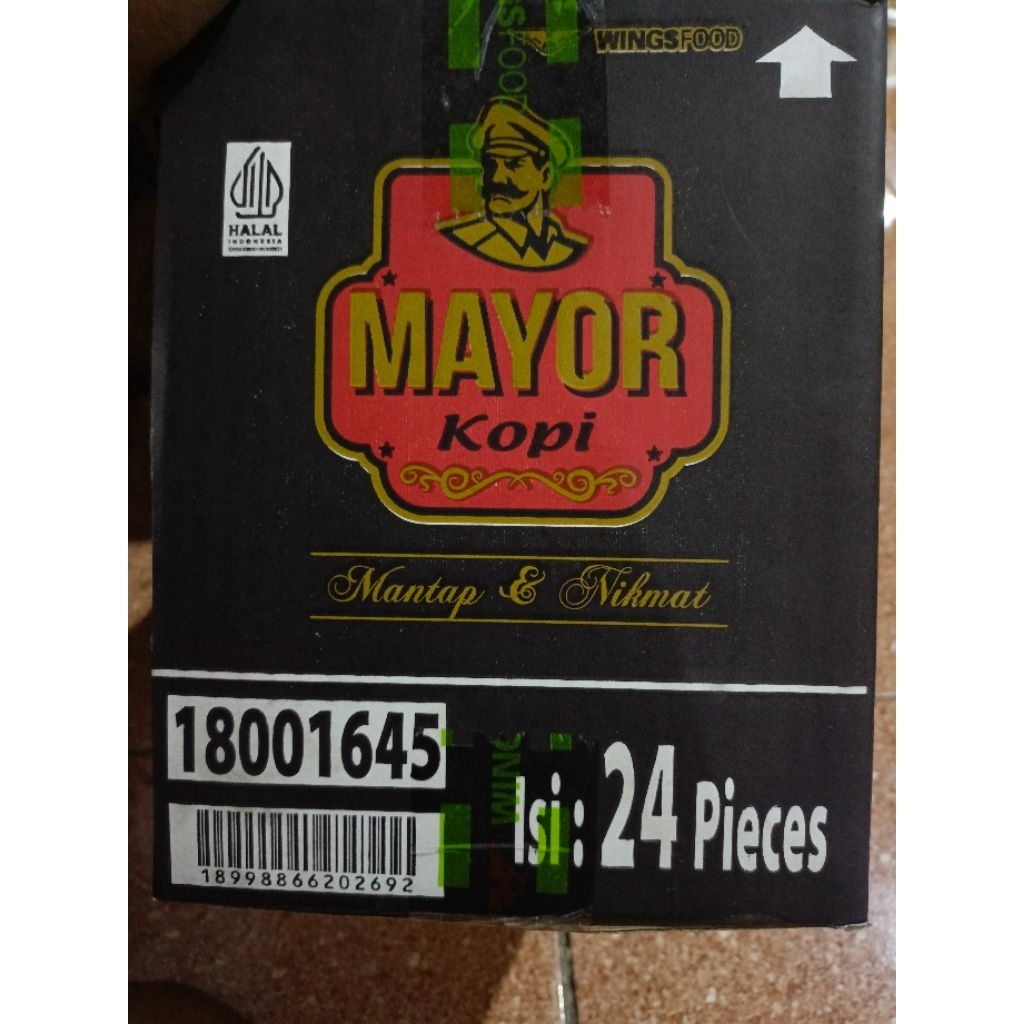 WINGSFOOD
HALAL
INDONESIA
MAYOR
Kopi
Mantap & Nikmat
18001645
Isi : 24 Pieces
18998866202692